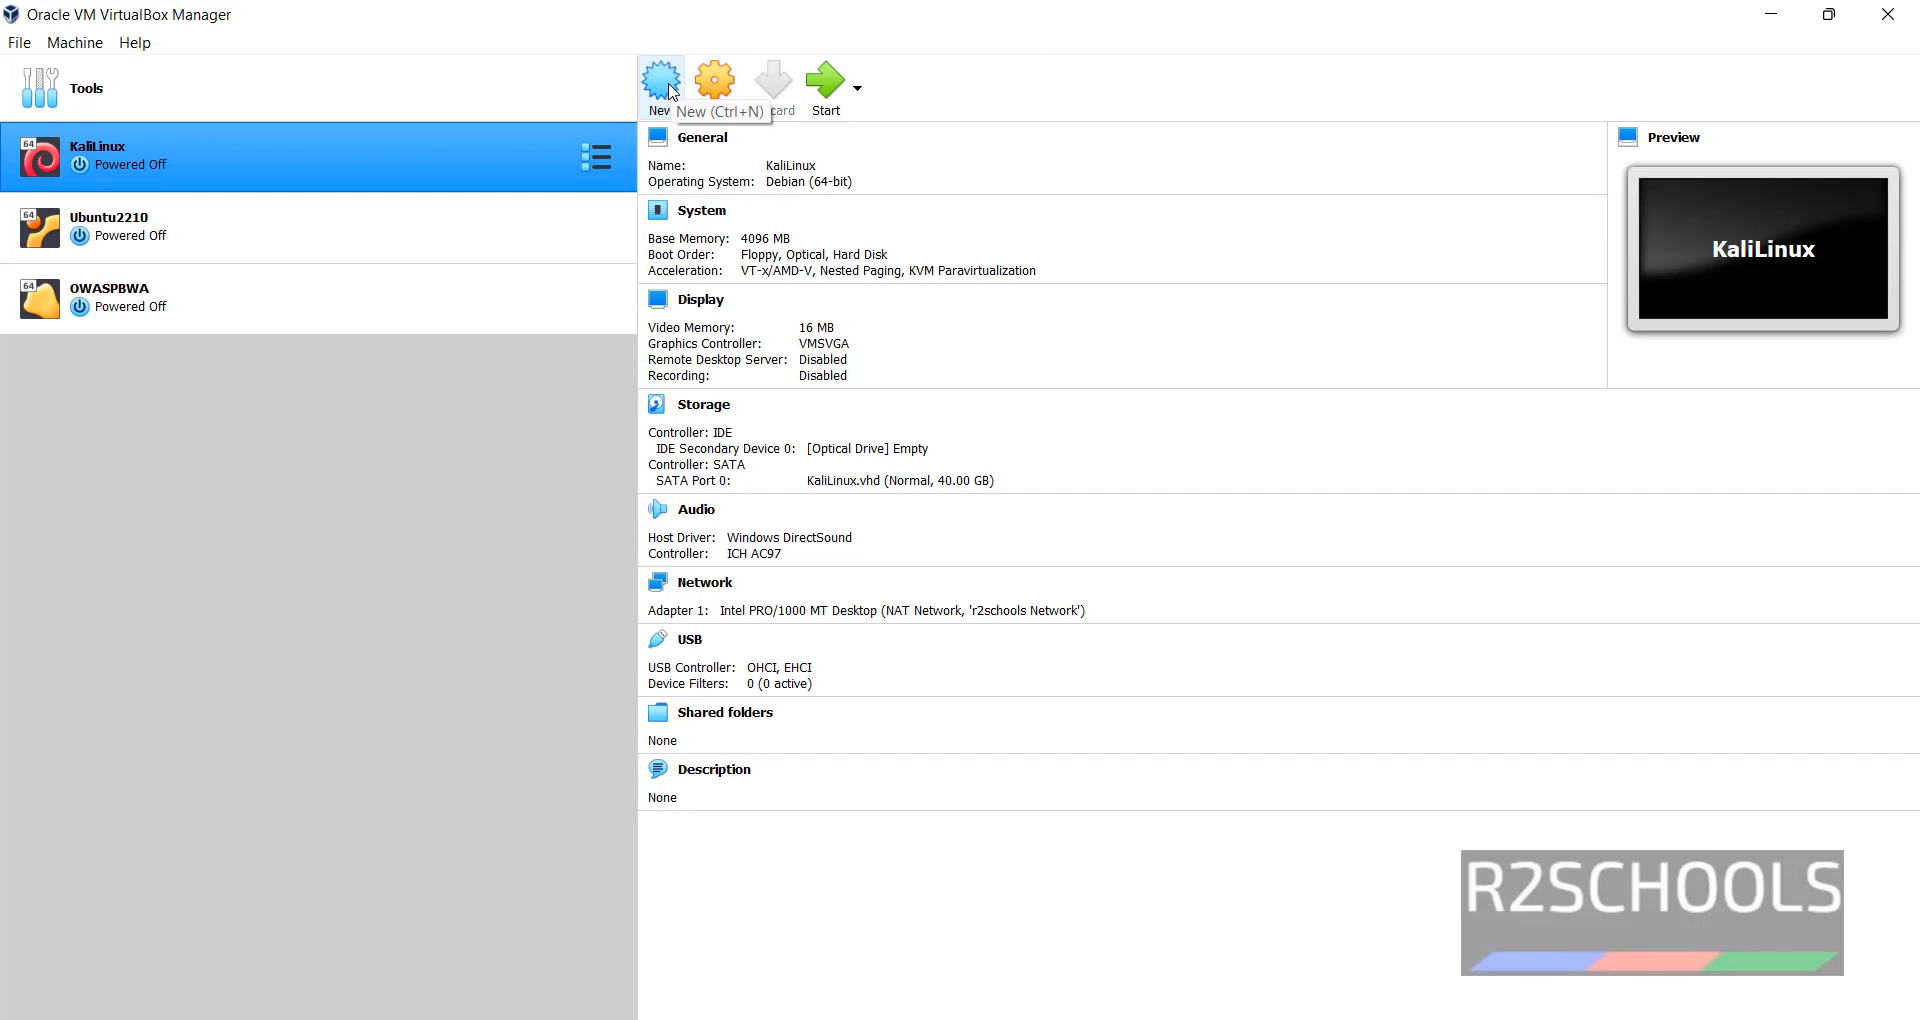 Oracle VM VirtualBox Manager
File Machine Help
Tools
New New (Ctrl+N) card Start
64 KaliLinux
Powered Off
64 Ubuntu2210
Powered Off
64 OWASPBWA
Powered Off
General
Name: KaliLinux
Operating System: Debian (64-bit)
System
Base Memory: 4096 MB
Boot Order: Floppy, Optical, Hard Disk
Acceleration: VT-x/AMD-V, Nested Paging, KVM Paravirtualization
Display
Video Memory: 16 MB
Graphics Controller: VMSVGA
Remote Desktop Server: Disabled
Recording: Disabled
Preview
KaliLinux
Storage
Controller: IDE
IDE Secondary Device 0: [Optical Drive] Empty
Controller: SATA
SATA Port 0: KaliLinux.vhd (Normal, 40.00 GB)
Audio
Host Driver: Windows DirectSound
Controller: ICH AC97
Network
Adapter 1: Intel PRO/1000 MT Desktop (NAT Network, 'r2schools Network')
USB
USB Controller: OHCI, EHCI
Device Filters: 0 (0 active)
Shared folders
None
Description
None
R2SCHOOLS